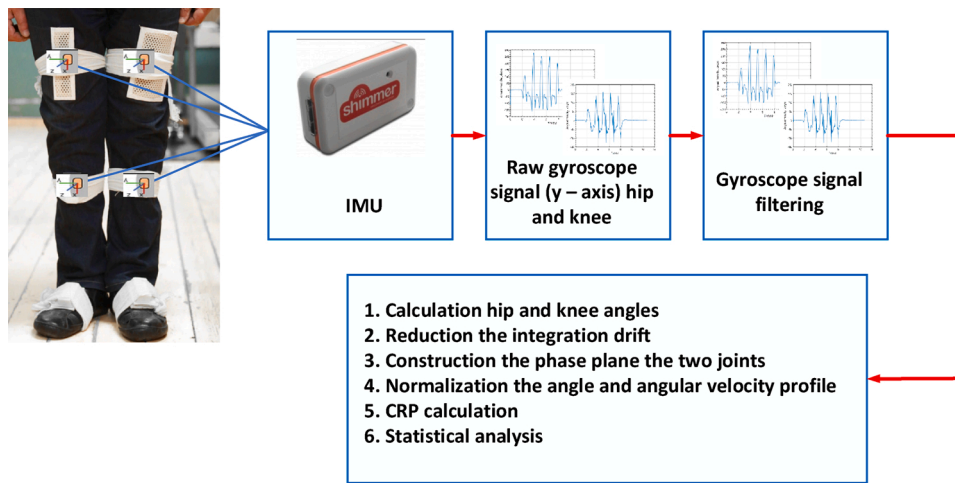 shimmer
IMU
Raw gyroscope
signal (y – axis) hip
and knee
Gyroscope signal
filtering
1. Calculation hip and knee angles
2. Reduction the integration drift
3. Construction the phase plane the two joints
4. Normalization the angle and angular velocity profile
5. CRP calculation
6. Statistical analysis